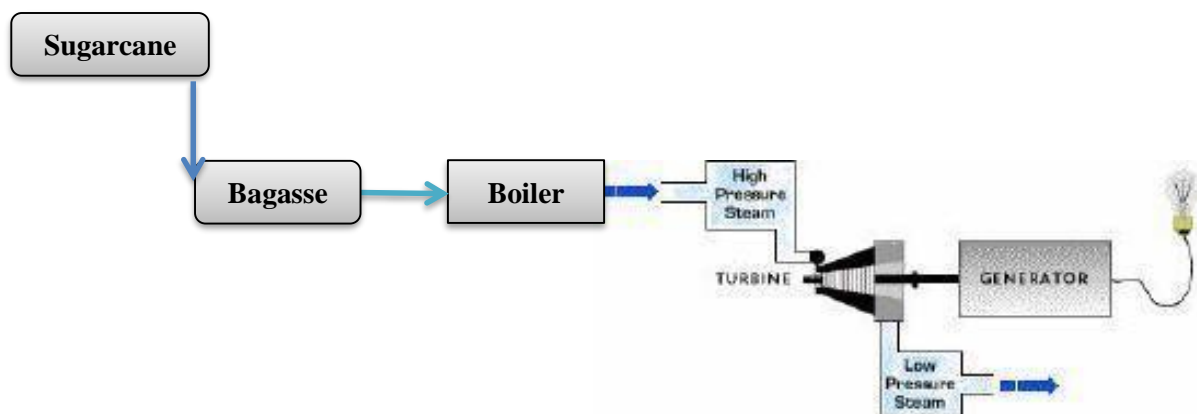 Sugarcane
Bagasse
Boiler
High
Pressure
Steam
TURBINE
GENERATOR
Low
Pressure
Steam